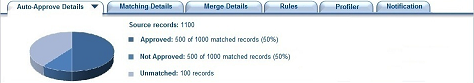 Auto-Approve Details
Matching Details
Merge Details
Rules
Profiler
Notification
Source records: 1100
Approved: 500 of 1000 matched records (50%)
Not Approved: 500 of 1000 matched records (50%)
Unmatched: 100 records